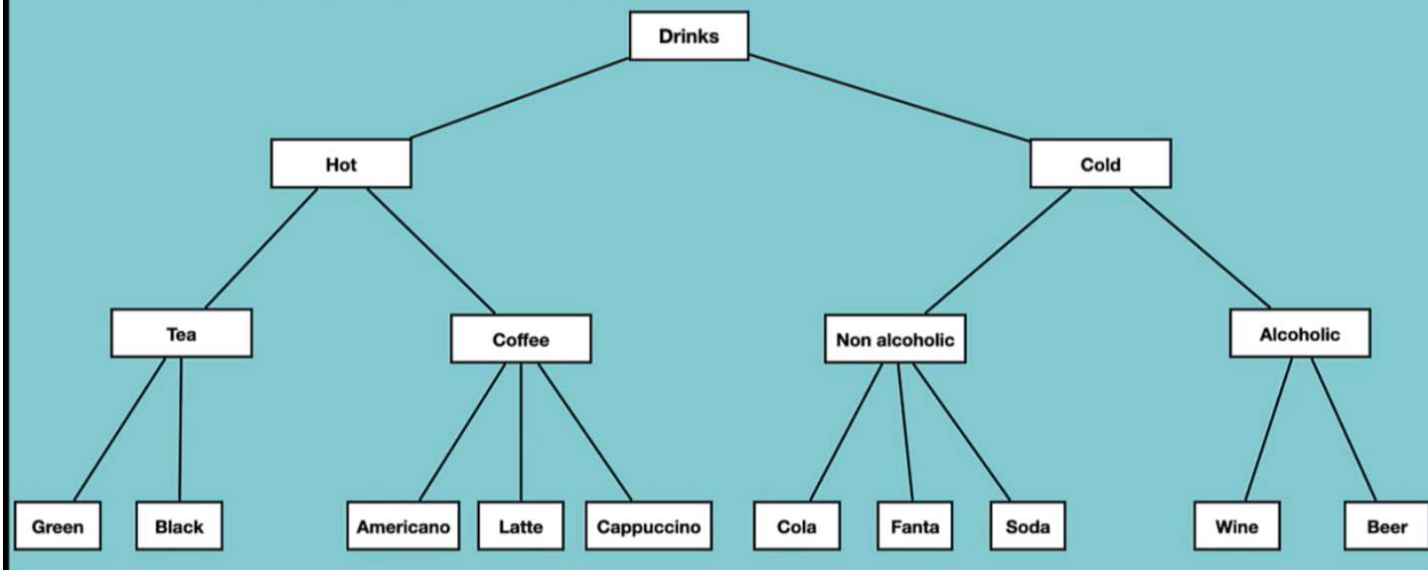 Drinks
Hot
Cold
Tea
Coffee
Non alcoholic
Alcoholic
Green
Black
Americano
Latte
Cappuccino
Cola
Fanta
Soda
Wine
Beer